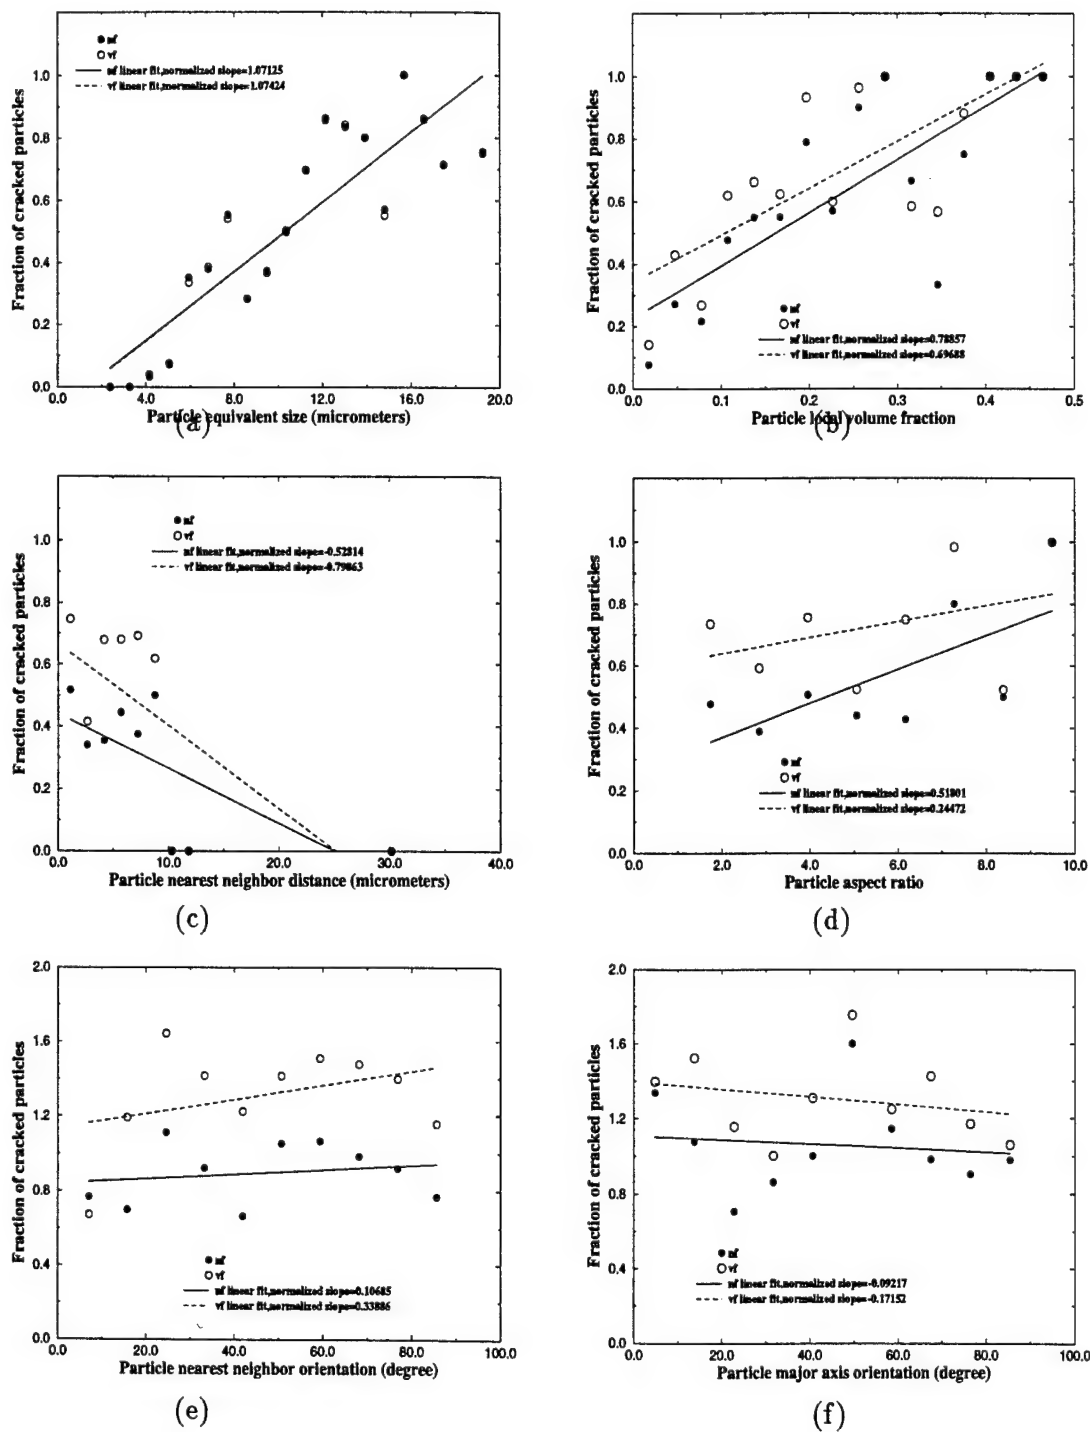 Fraction of cracked particles
1.0
0.8
0.6
0.4
0.2
0.0
nf
vf
nf linear fit,normalized slope=1.07125
vf linear fit,normalized slope=1.07424
0.0 4.0 8.0 12.0 16.0 20.0
Particle equivalent size (micrometers)
(a)
Fraction of cracked particles
1.0
0.8
0.6
0.4
0.2
0.0
nf
vf
nf linear fit,normalized slope=0.78857
vf linear fit,normalized slope=0.69688
0.0 0.1 0.2 0.3 0.4 0.5
Particle local volume fraction
(b)
Fraction of cracked particles
1.0
0.8
0.6
0.4
0.2
0.0
nf
vf
nf linear fit,normalized slope=-0.52814
vf linear fit,normalized slope=-0.79863
0.0 10.0 20.0 30.0 40.0
Particle nearest neighbor distance (micrometers)
(c)
Fraction of cracked particles
1.0
0.8
0.6
0.4
0.2
0.0
nf
vf
nf linear fit,normalized slope=0.51801
vf linear fit,normalized slope=0.24472
0.0 2.0 4.0 6.0 8.0 10.0
Particle aspect ratio
(d)
Fraction of cracked particles
2.0
1.6
1.2
0.8
0.4
0.0
nf
vf
nf linear fit,normalized slope=0.10685
vf linear fit,normalized slope=0.33886
0.0 20.0 40.0 60.0 80.0 100.0
Particle nearest neighbor orientation (degree)
(e)
Fraction of cracked particles
2.0
1.6
1.2
0.8
0.4
0.0
nf
vf
nf linear fit,normalized slope=-0.09217
vf linear fit,normalized slope=-0.17152
0.0 20.0 40.0 60.0 80.0 100.0
Particle major axis orientation (degree)
(f)